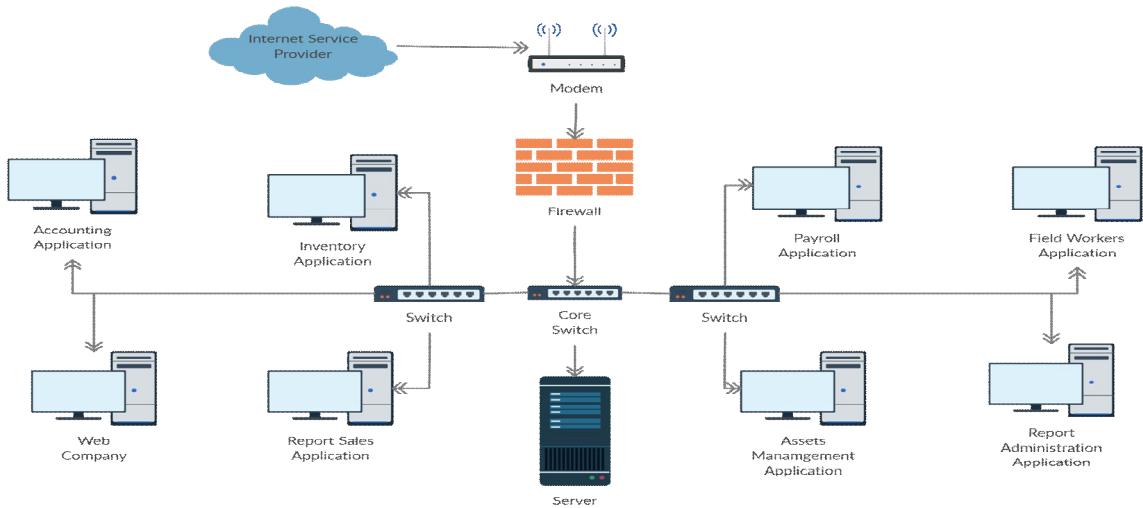 Internet Service
Provider
Modem
Firewall
Accounting
Application
Inventory
Application
Payroll
Application
Field Workers
Application
Switch
Core
Switch
Switch
Web
Company
Report Sales
Application
Server
Assets
Manamgement
Application
Report
Administration
Application